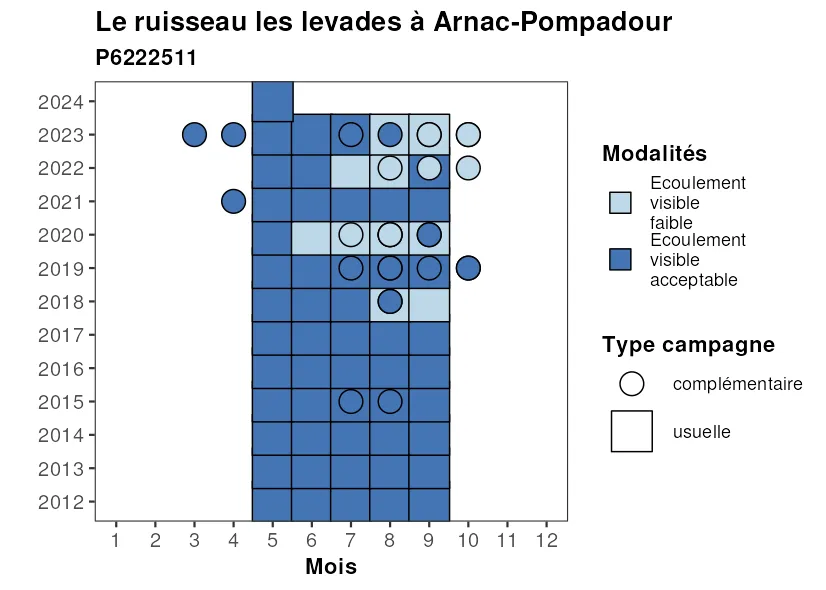 Le ruisseau les levades à Arnac-Pompadour
P6222511
2024
2023
2022
2021
2020
2019
2018
2017
2016
2015
2014
2013
2012
1 2 3 4 5 6 7 8 9 10 11 12
Mois
Modalités
Ecoulement
visible
faible
Ecoulement
visible
acceptable
Type campagne
complémentaire
usuelle